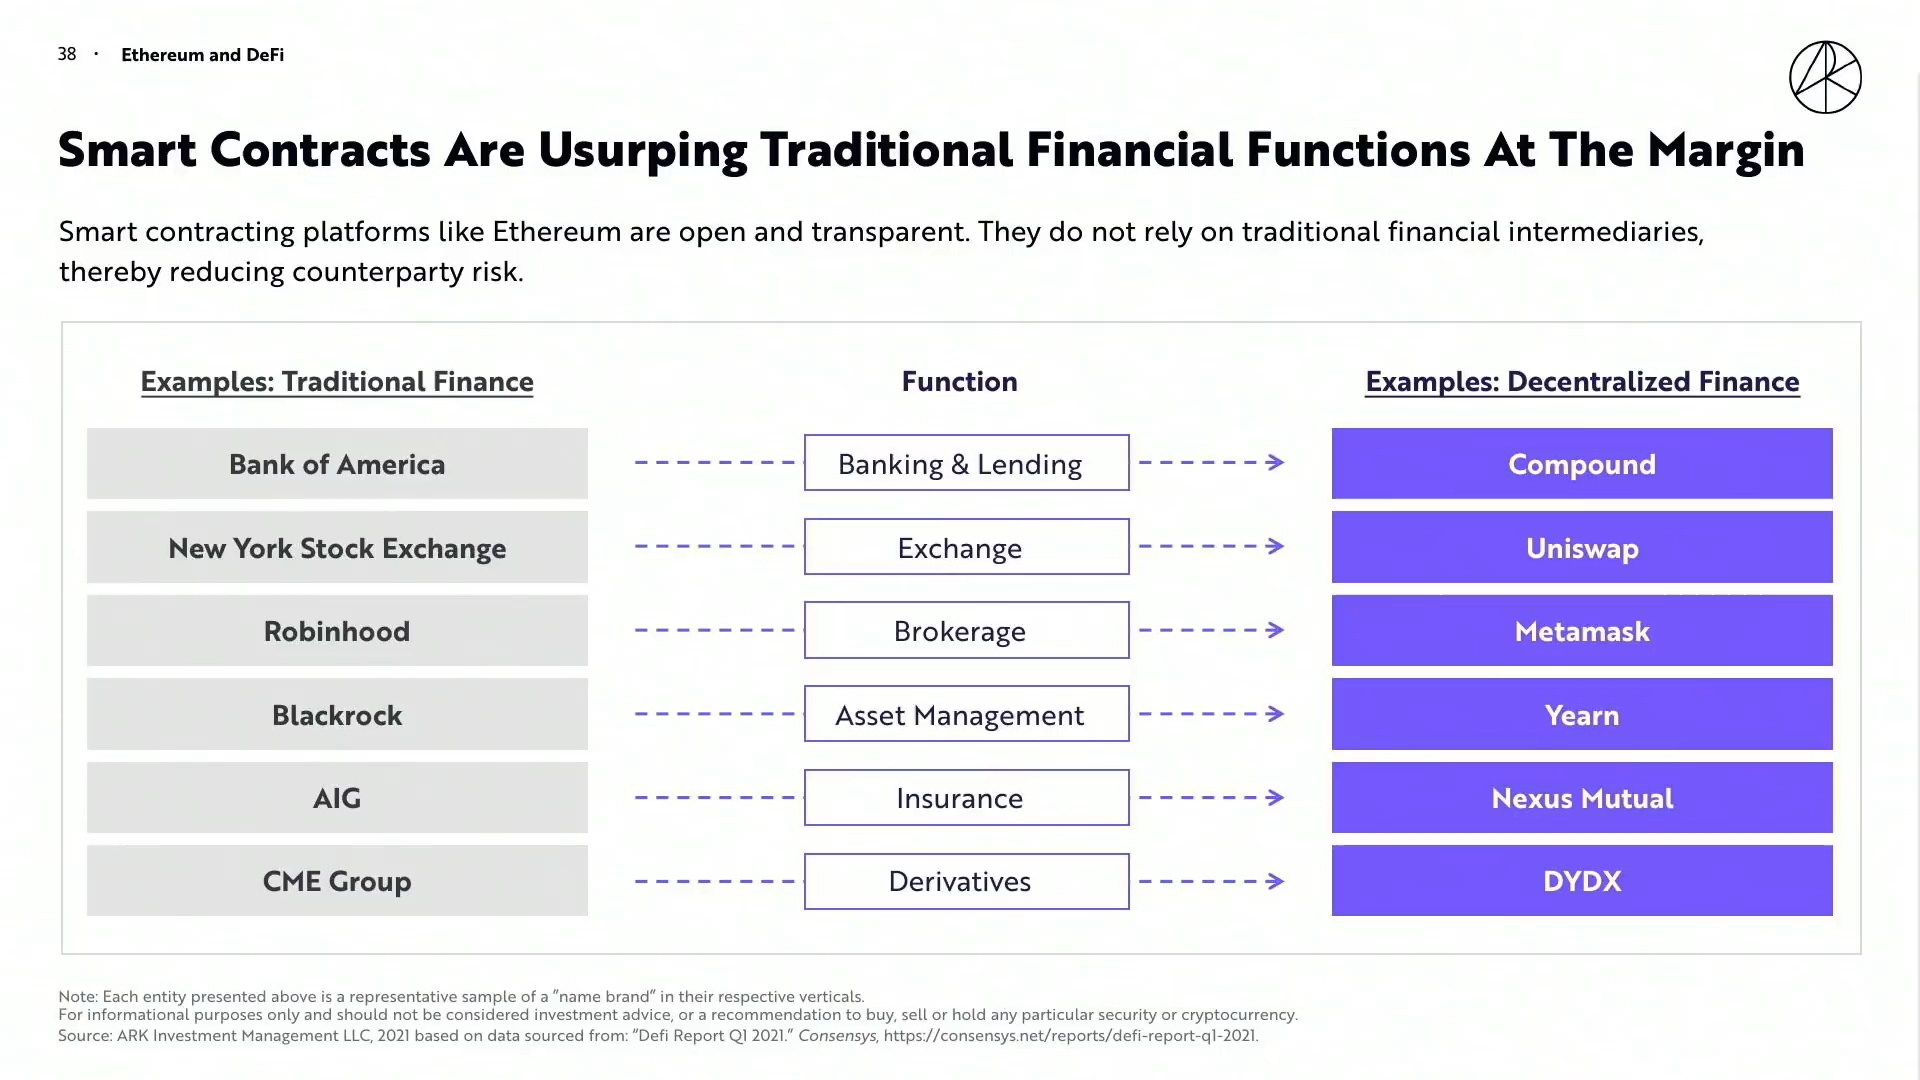 38 · Ethereum and DeFi
Smart Contracts Are Usurping Traditional Financial Functions At The Margin
Smart contracting platforms like Ethereum are open and transparent. They do not rely on traditional financial intermediaries,
thereby reducing counterparty risk.
Examples: Traditional Finance Function Examples: Decentralized Finance
Bank of America Banking & Lending Compound
New York Stock Exchange Exchange Uniswap
Robinhood Brokerage Metamask
Blackrock Asset Management Yearn
AIG Insurance Nexus Mutual
CME Group Derivatives DYDX
Note: Each entity presented above is a representative sample of a "name brand" in their respective verticals.
For informational purposes only and should not be considered investment advice, or a recommendation to buy, sell or hold any particular security or cryptocurrency.
Source: ARK Investment Management LLC, 2021 based on data sourced from: "Defi Report Q1 2021." Consensys, https://consensys.net/reports/defi-report-q1-2021.